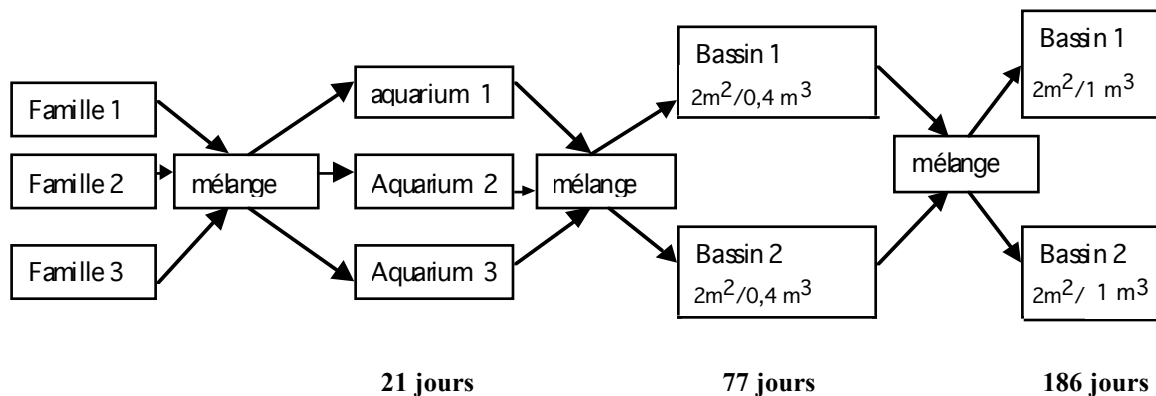 Famille 1
Famille 2
Famille 3
mélange
aquarium 1
Aquarium 2
Aquarium 3
mélange
Bassin 1
2m²/0,4 m³
Bassin 2
2m²/0,4 m³
mélange
Bassin 1
2m²/1 m³
Bassin 2
2m²/ 1 m³
21 jours
77 jours
186 jours